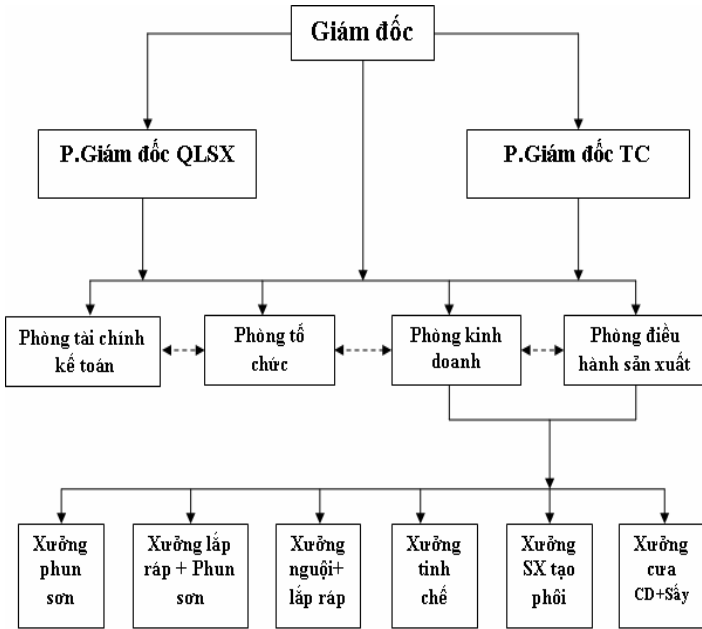 Giám đốc
P.Giám đốc QLSX
P.Giám đốc TC
Phòng tài chính
kế toán
Phòng tổ
chức
Phòng kinh
doanh
Phòng điều
hành sản xuất
Xưởng
phun
sơn
Xưởng lắp
ráp + Phun
sơn
Xưởng
nguội+
lắp ráp
Xưởng
tinh
chế
Xưởng
SX tạo
phôi
Xưởng
cưa
CD+Sấy